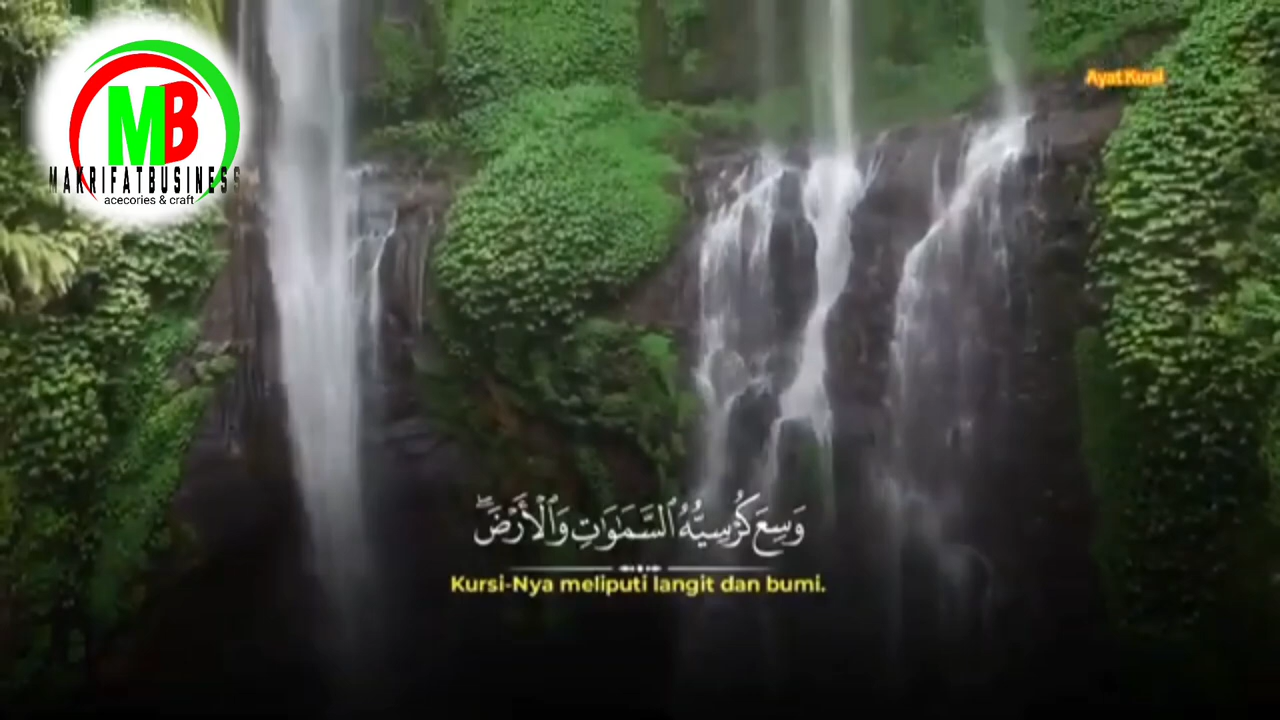 MB
MAKRIFATBUSINESS
acecories & craft
Ayat Kursi
وَسِعَ كُرْسِيُّهُ ٱلسَّمَٰوَٰتِ وَٱلْأَرْضَ ۖ
Kursi-Nya meliputi langit dan bumi.